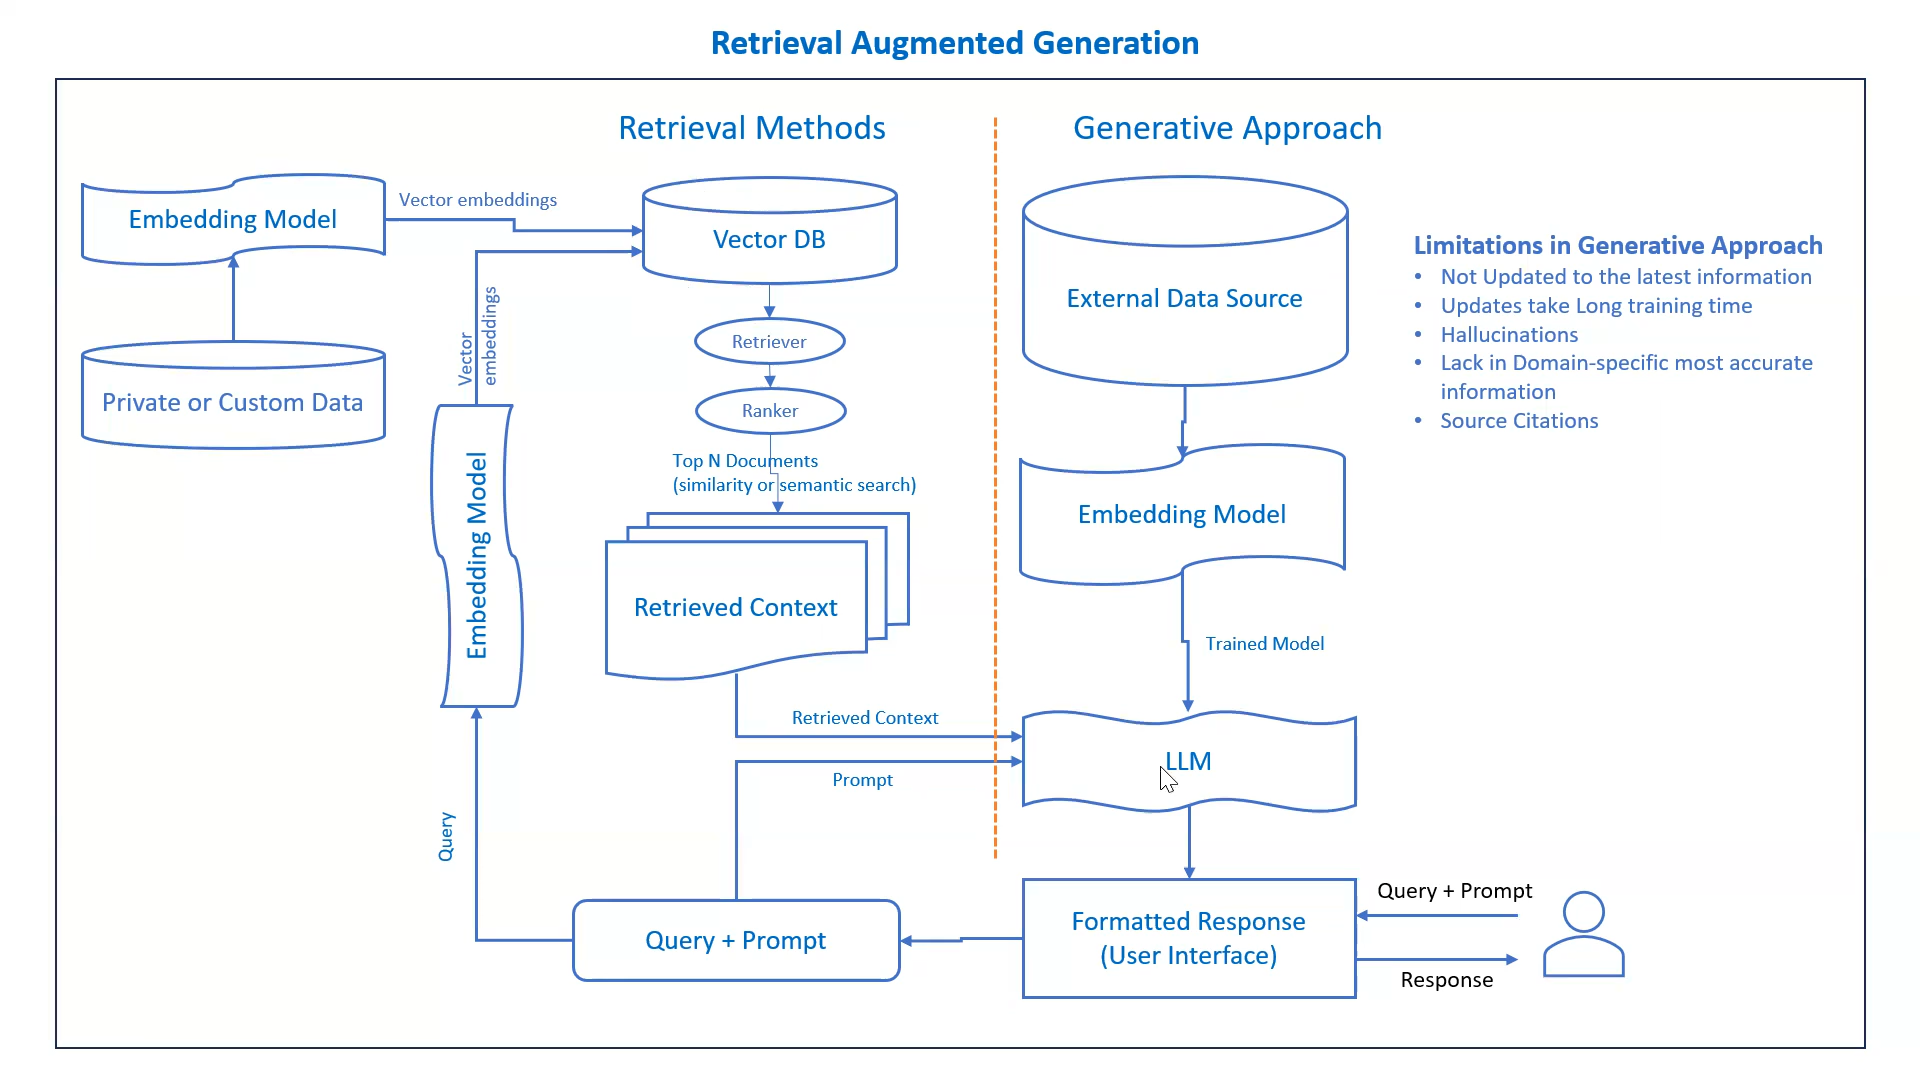 Retrieval Augmented Generation
Retrieval Methods
Generative Approach
Embedding Model
Vector embeddings
Vector DB
External Data Source
Limitations in Generative Approach
• Not Updated to the latest information
• Updates take Long training time
• Hallucinations
• Lack in Domain-specific most accurate
information
• Source Citations
Private or Custom Data
Vector
embeddings
Retriever
Ranker
Top N Documents
(similarity or semantic search)
Embedding Model
Embedding Model
Retrieved Context
Trained Model
Retrieved Context
LLM
Prompt
Query
Query + Prompt
Formatted Response
(User Interface)
Query + Prompt
Response